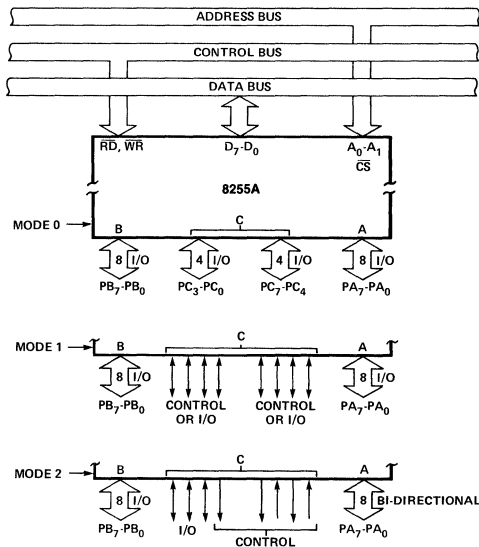 ADDRESS BUS
CONTROL BUS
DATA BUS
RD, WR D7-D0 A0-A1
CS
8255A
MODE 0 B C A
8 I/O 4 I/O 4 I/O 8 I/O
PB7-PB0 PC3-PC0 PC7-PC4 PA7-PA0
MODE 1 B C A
8 I/O CONTROL OR I/O CONTROL OR I/O 8 I/O
PB7-PB0 PA7-PA0
MODE 2 B C A
8 I/O I/O CONTROL 8 BI-DIRECTIONAL
PB7-PB0 PA7-PA0